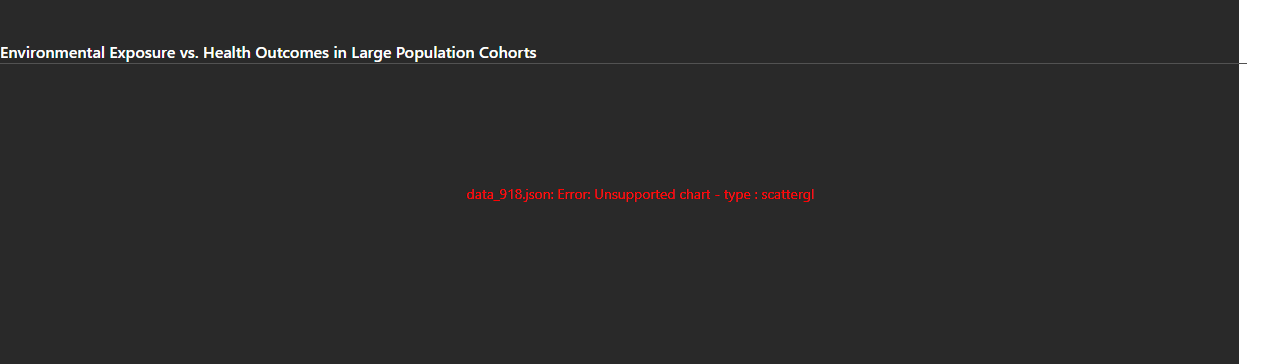 Environmental Exposure vs. Health Outcomes in Large Population Cohorts
data_918.json: Error: Unsupported chart - type : scattergl